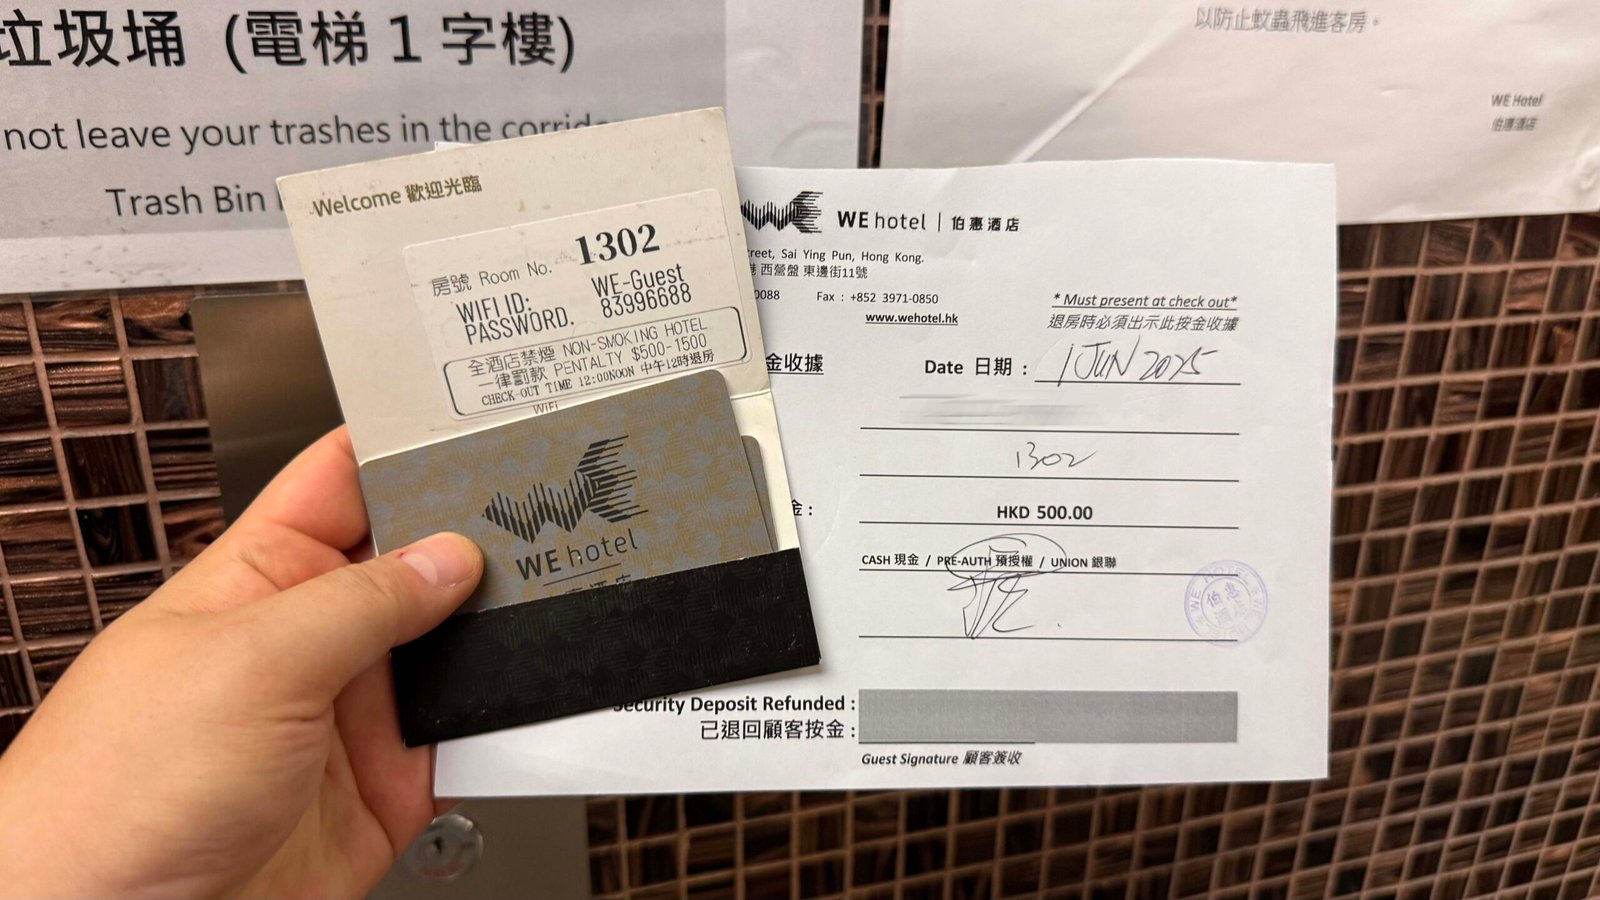 垃圾埇 (電梯 1 字樓)
not leave your trashes in the
Trash Bin
以防止蚊蟲飛進客房。
WE Hotel
伯惠酒店
Welcome 歡迎光臨
房號 Room No. 1302
WIFI ID: WE-Guest
PASSWORD. 83996688
全酒店禁煙 NON-SMOKING HOTEL
一律罰款 PENTALTY $500-1500
CHECK-OUT TIME 12:00NOON 中午12時退房
WiFi
WE hotel
WE hotel | 伯惠酒店
Sai Ying Pun, Hong Kong.
西營盤 東邊街11號
0088 Fax : +852 3971-0850
www.wehotel.hk
* Must present at check out*
退房時必須出示此按金收據
金收據
Date 日期 : 1 JUN 2025
1302
金 :
HKD 500.00
CASH 現金 / PRE-AUTH 預授權 / UNION 銀聯
WE HOTEL
Security Deposit Refunded :
已退回顧客按金 :
Guest Signature 顧客簽收